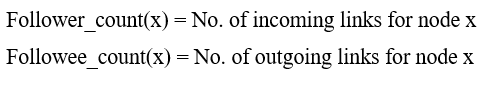 Follower_count(x) = No. of incoming links for node x
Followee_count(x) = No. of outgoing links for node x